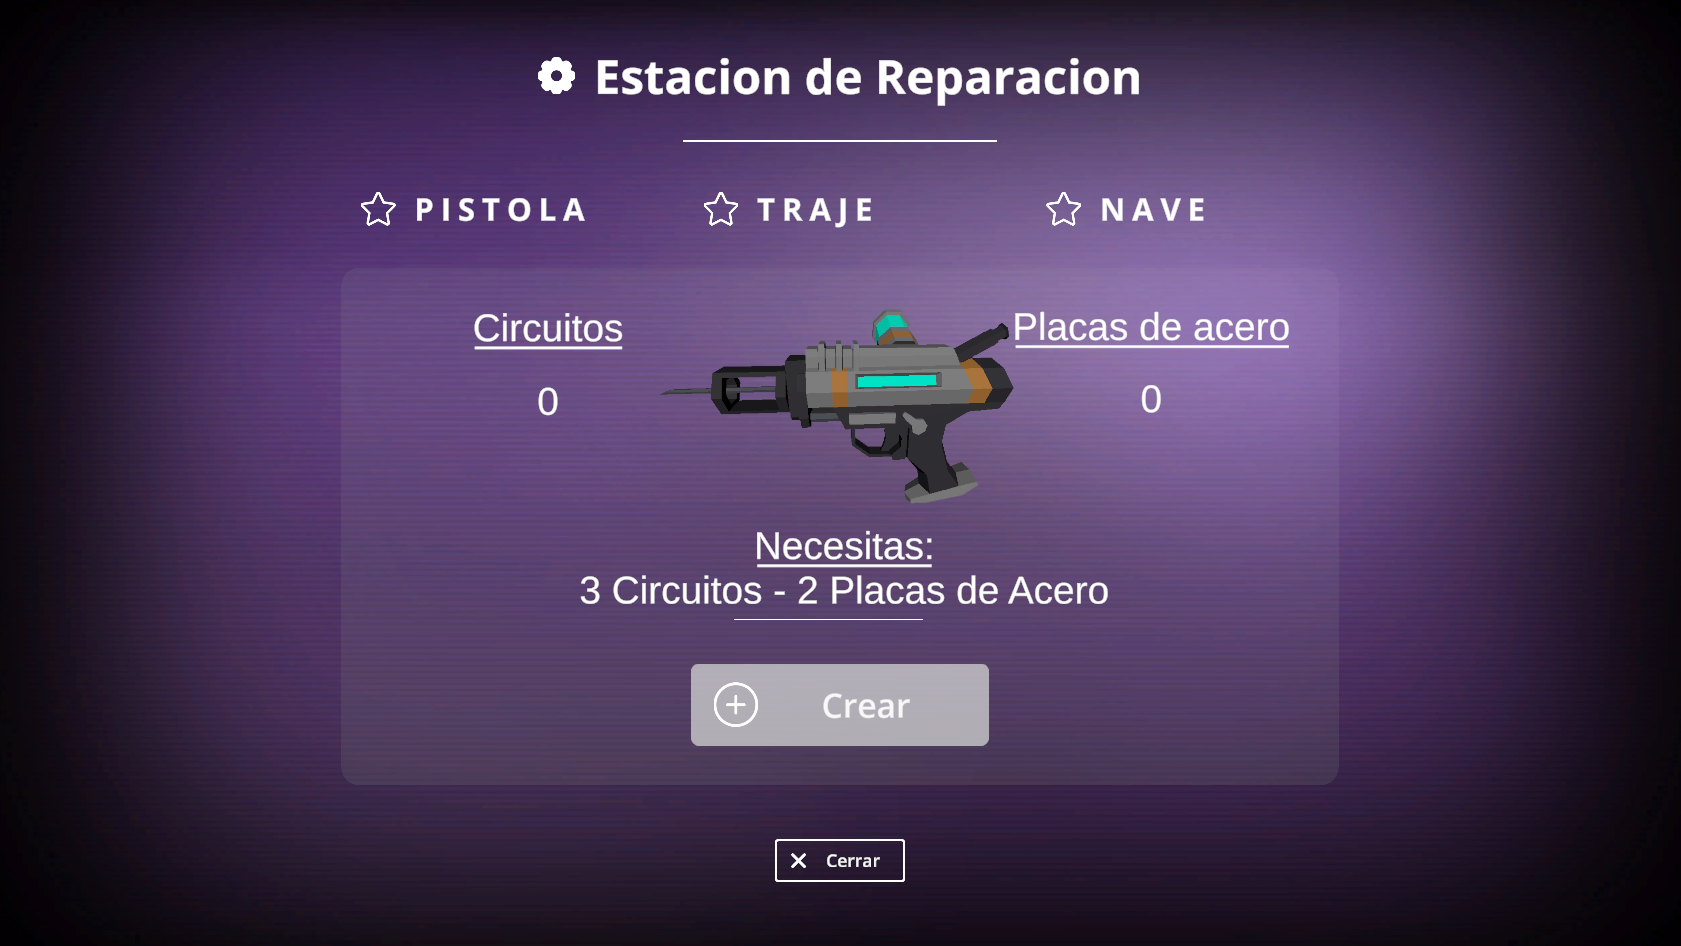 Estacion de Reparacion
PISTOLA
TRAJE
NAVE
Circuitos
Placas de acero
0
0
Necesitas:
3 Circuitos - 2 Placas de Acero
Crear
Cerrar